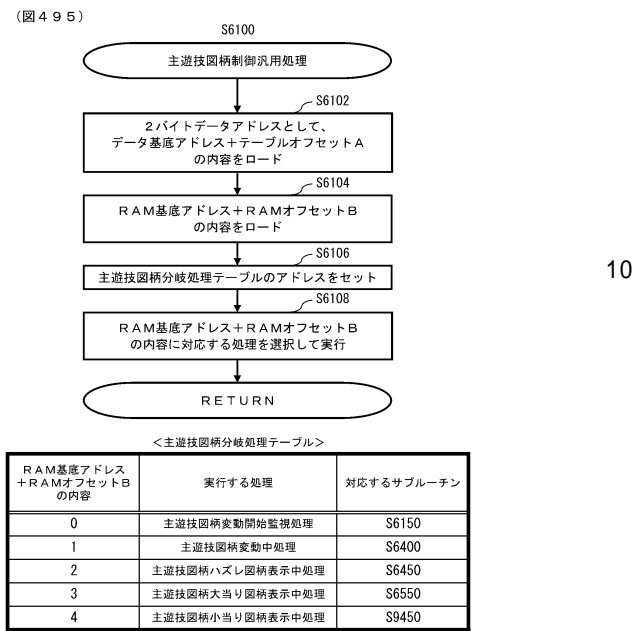 （図４９５）
S6100
主遊技図柄制御汎用処理
S6102
２バイトデータアドレスとして、
データ基底アドレス＋テーブルオフセットＡ
の内容をロード
S6104
ＲＡＭ基底アドレス＋ＲＡＭオフセットＢ
の内容をロード
S6106
主遊技図柄分岐処理テーブルのアドレスをセット
S6108
ＲＡＭ基底アドレス＋ＲＡＭオフセットＢ
の内容に対応する処理を選択して実行
ＲＥＴＵＲＮ
10
＜主遊技図柄分岐処理テーブル＞
ＲＡＭ基底アドレス
＋ＲＡＭオフセットＢ
の内容
実行する処理
対応するサブルーチン
0 主遊技図柄変動開始監視処理 S6150
1 主遊技図柄変動中処理 S6400
2 主遊技図柄ハズレ図柄表示中処理 S6450
3 主遊技図柄大当り図柄表示中処理 S6550
4 主遊技図柄小当り図柄表示中処理 S9450